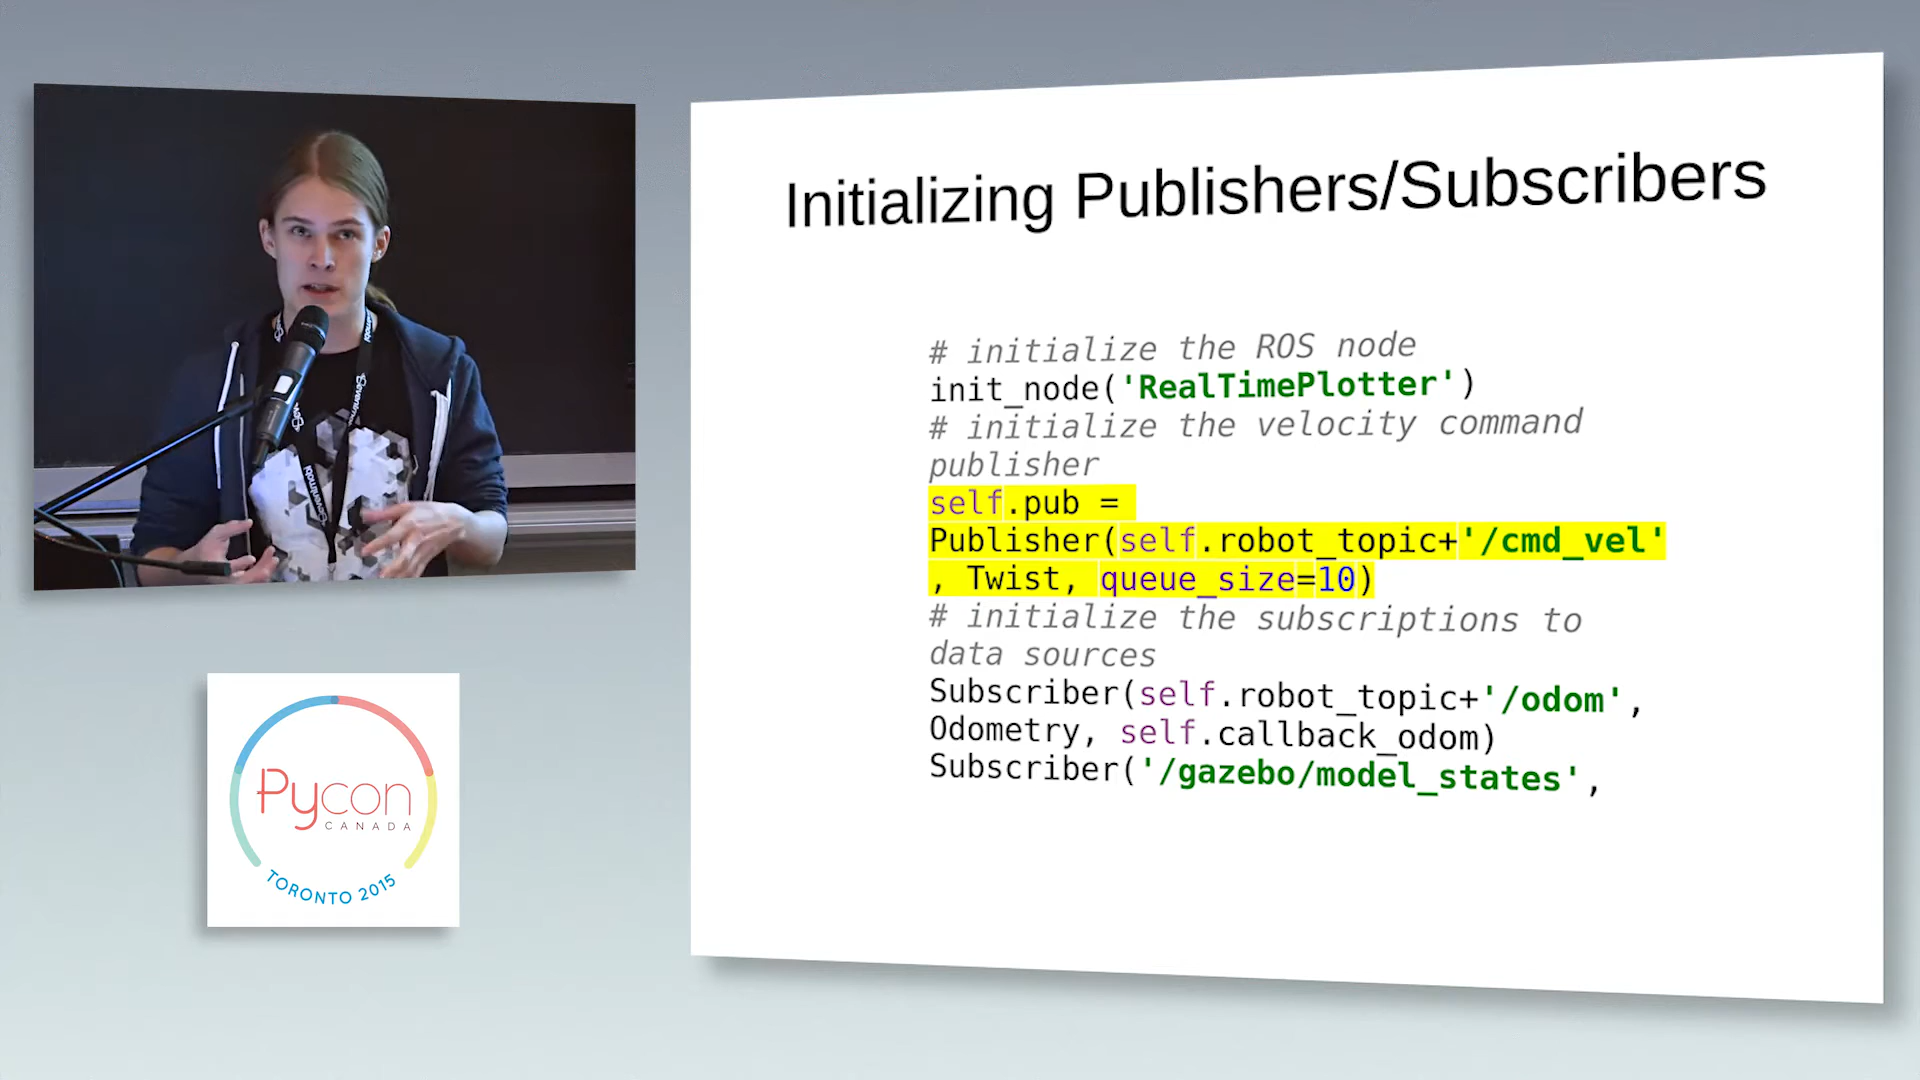 Initializing Publishers/Subscribers
# initialize the ROS node
init_node('RealTimePlotter')
# initialize the velocity command
publisher
self.pub =
Publisher(self.robot_topic+'/cmd_vel'
, Twist, queue_size=10)
# initialize the subscriptions to
data sources
Subscriber(self.robot_topic+'/odom',
Odometry, self.callback_odom)
Subscriber('/gazebo/model_states',
Pycon
CANADA
TORONTO 2015